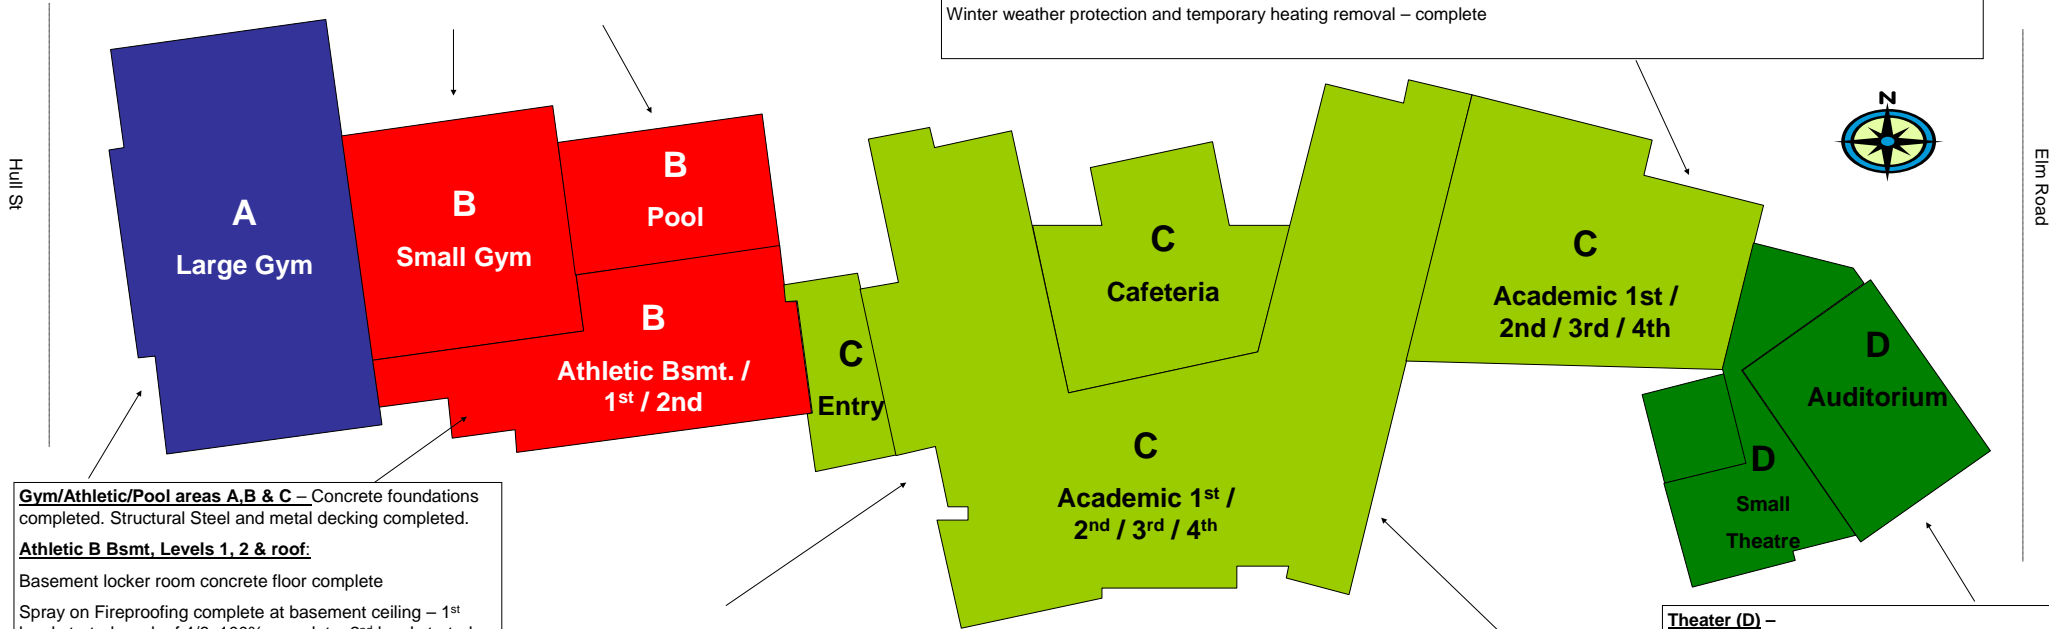 Winter weather protection and temporary heating removal – complete
N
Hull St
Elm Road
A
Large Gym
B
Small Gym
B
Pool
B
Athletic Bsmt. /
1st / 2nd
C
Entry
C
Cafeteria
C
Academic 1st /
2nd / 3rd / 4th
C
Academic 1st /
2nd / 3rd / 4th
D
Auditorium
D
Small
Theatre
Gym/Athletic/Pool areas A,B & C – Concrete foundations
completed. Structural Steel and metal decking completed.
Athletic B Bsmt, Levels 1, 2 & roof:
Basement locker room concrete floor complete
Spray on Fireproofing complete at basement ceiling – 1st
Theater (D) –